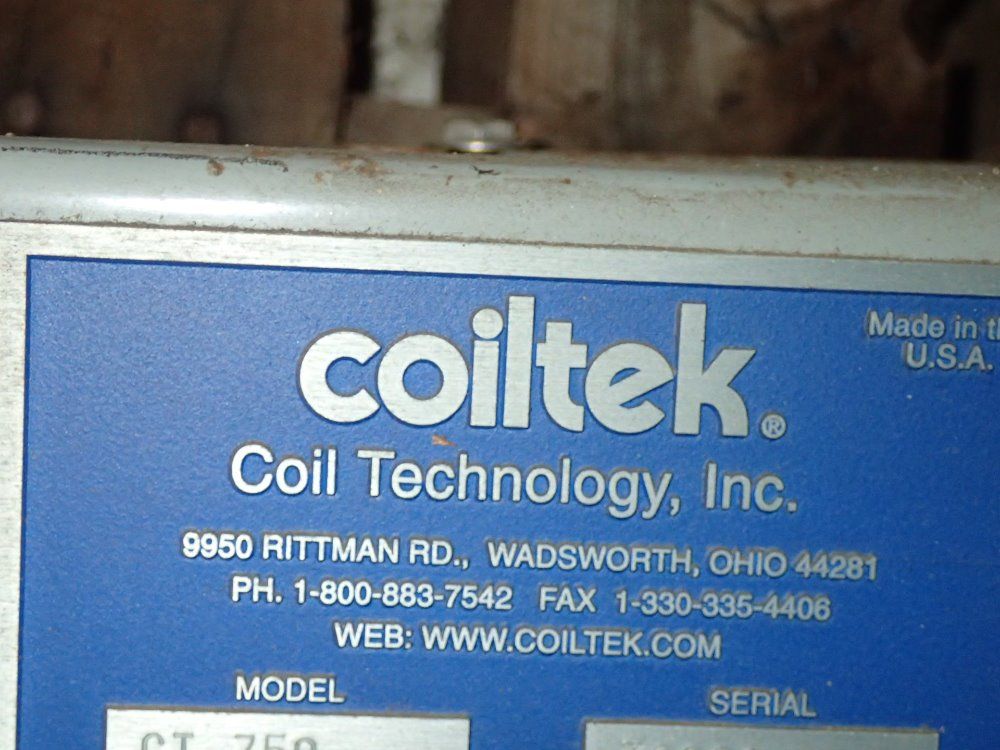 coiltek®
Made in
U.S.A.
Coil Technology, Inc.
9950 RITTMAN RD., WADSWORTH, OHIO 44281
PH. 1-800-883-7542 FAX 1-330-335-4406
WEB: WWW.COILTEK.COM
MODEL SERIAL